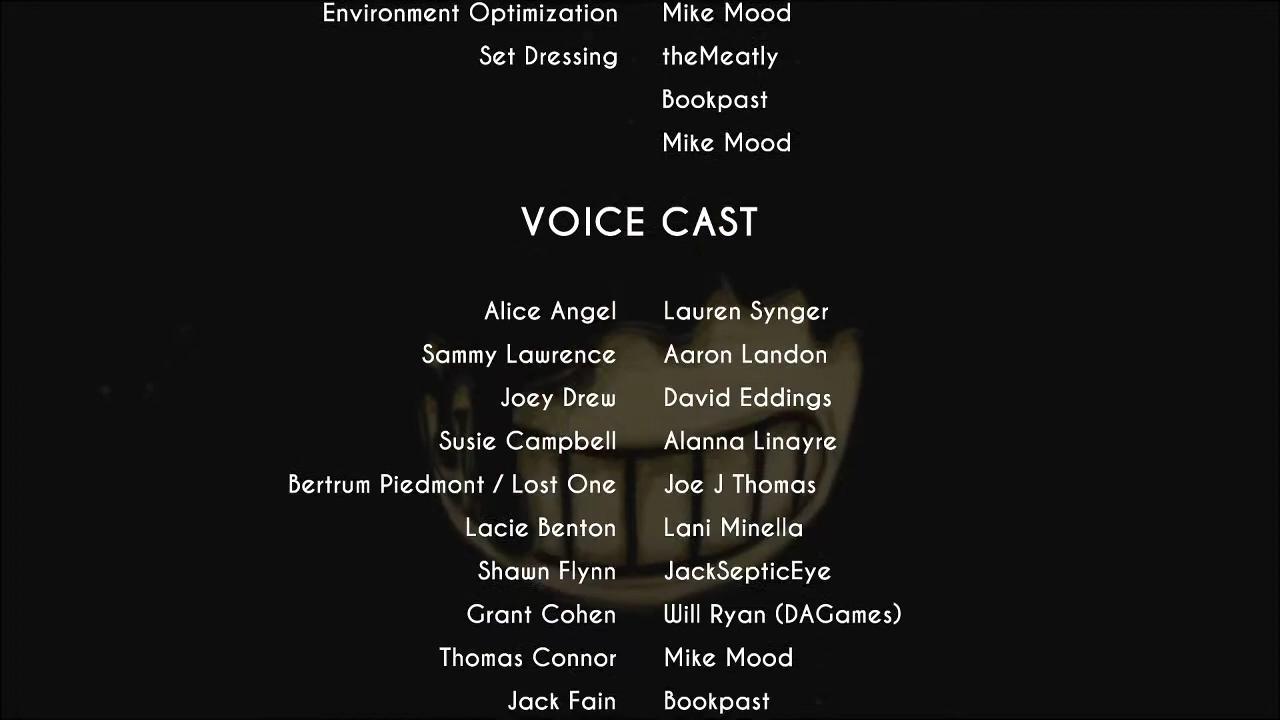 Environment Optimization Mike Mood
Set Dressing theMeatly
Bookpast
Mike Mood
VOICE CAST
Alice Angel Lauren Synger
Sammy Lawrence Aaron Landon
Joey Drew David Eddings
Susie Campbell Alanna Linayre
Bertrum Piedmont / Lost One Joe J Thomas
Lacie Benton Lani Minella
Shawn Flynn JackSepticEye
Grant Cohen Will Ryan (DAGames)
Thomas Connor Mike Mood
Jack Fain Bookpast